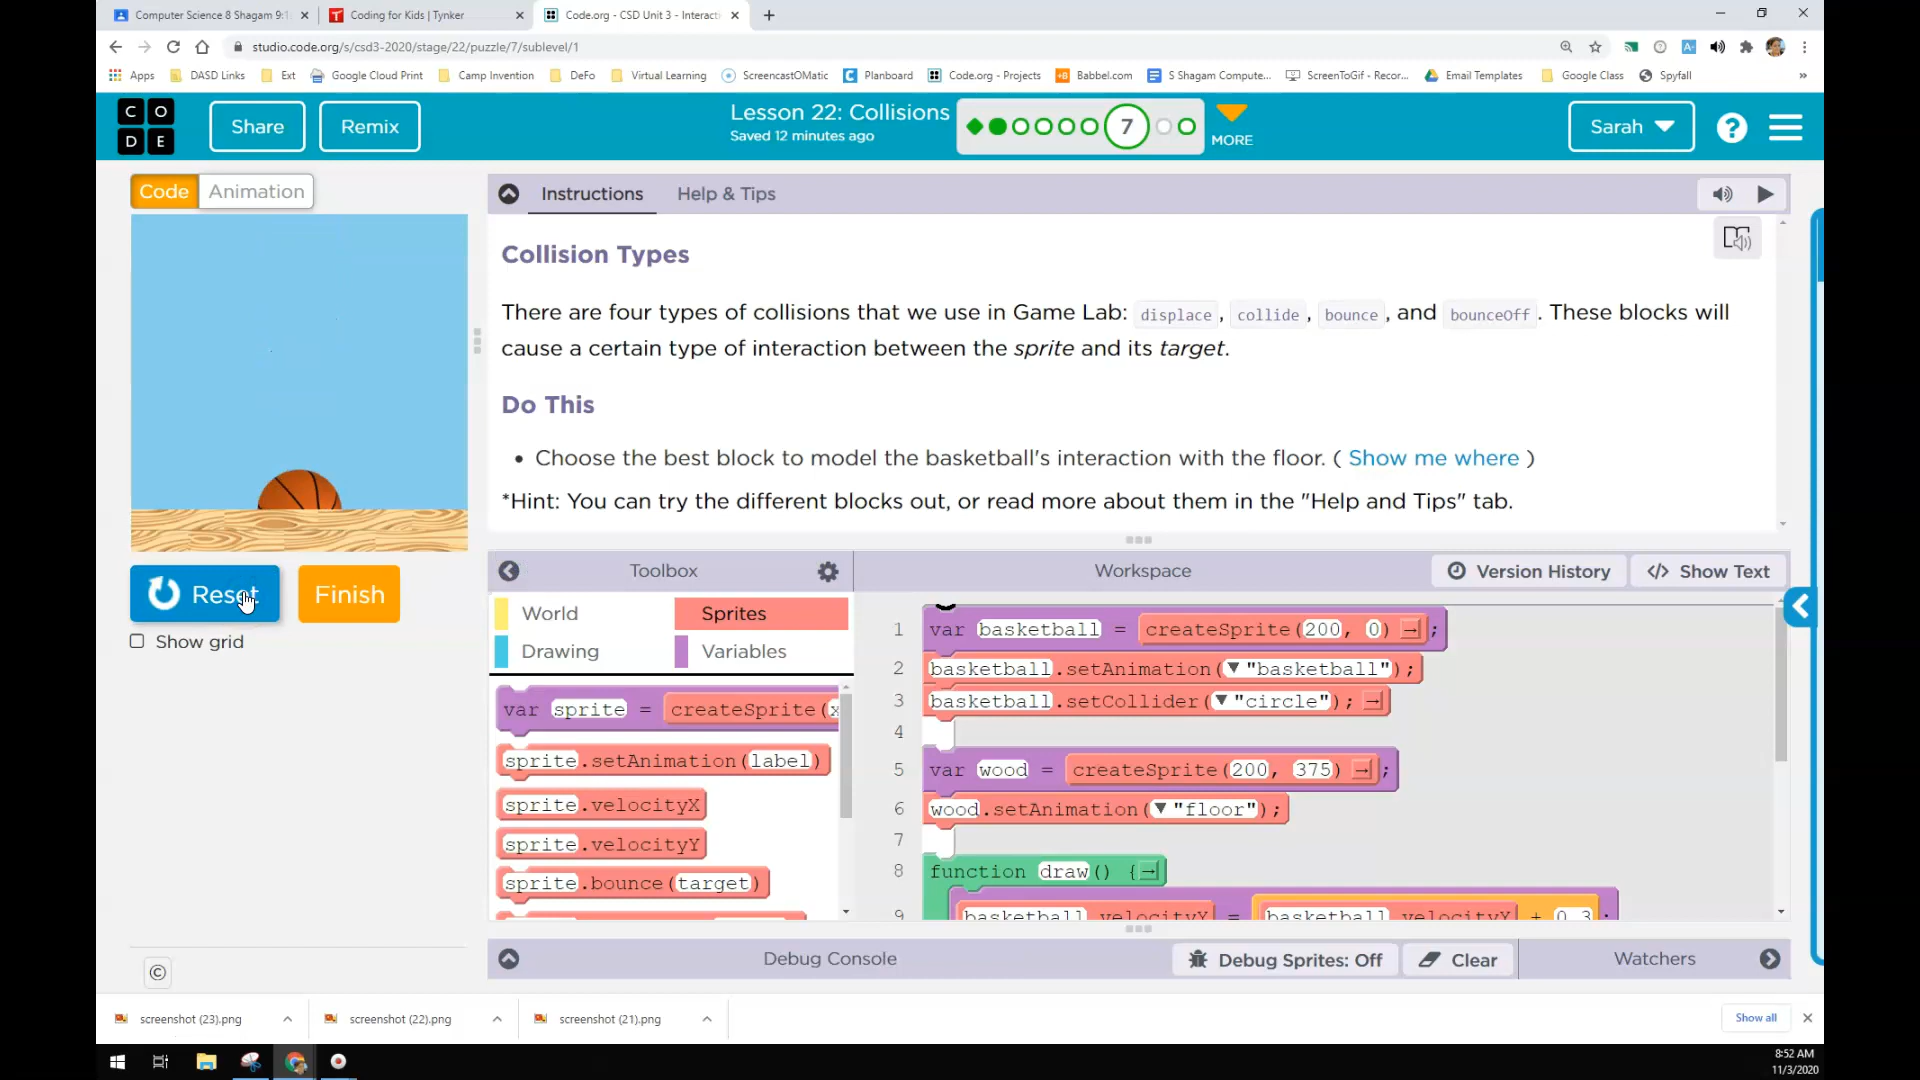 Computer Science 8 Shagam 9:1
Coding for Kids | Tynker
Code.org - CSD Unit 3 - Interacti
studio.code.org/s/csd3-2020/stage/22/puzzle/7/sublevel/1
Apps
DASD Links
Ext
Google Cloud Print
Camp Invention
DeFo
Virtual Learning
ScreencastOMatic
Planboard
Code.org - Projects
Babbel.com
S Shagam Compute...
ScreenToGif - Recor...
Email Templates
Google Class
Spyfall
»
C O
D E
Share
Remix
Lesson 22: Collisions
Saved 12 minutes ago
7
MORE
Sarah
?
Code
Animation
Instructions
Help & Tips
Collision Types
There are four types of collisions that we use in Game Lab: displace, collide, bounce, and bounceOff. These blocks will
cause a certain type of interaction between the sprite and its target.
Do This
• Choose the best block to model the basketball's interaction with the floor. ( Show me where )
*Hint: You can try the different blocks out, or read more about them in the "Help and Tips" tab.
Reset
Finish
Show grid
Toolbox
World
Sprites
Drawing
Variables
var sprite = createSprite(x
sprite.setAnimation(label)
sprite.velocityX
sprite.velocityY
sprite.bounce(target)
Workspace
Version History
</> Show Text
1 var basketball = createSprite(200, 0);
2 basketball.setAnimation("basketball");
3 basketball.setCollider("circle");
4
5 var wood = createSprite(200, 375);
6 wood.setAnimation("floor");
7
8 function draw() {
9 basketball.velocityY = basketball.velocityY + 0.3;
©
Debug Console
Debug Sprites: Off
Clear
Watchers
screenshot (23).png
screenshot (22).png
screenshot (21).png
Show all
8:52 AM
11/3/2020